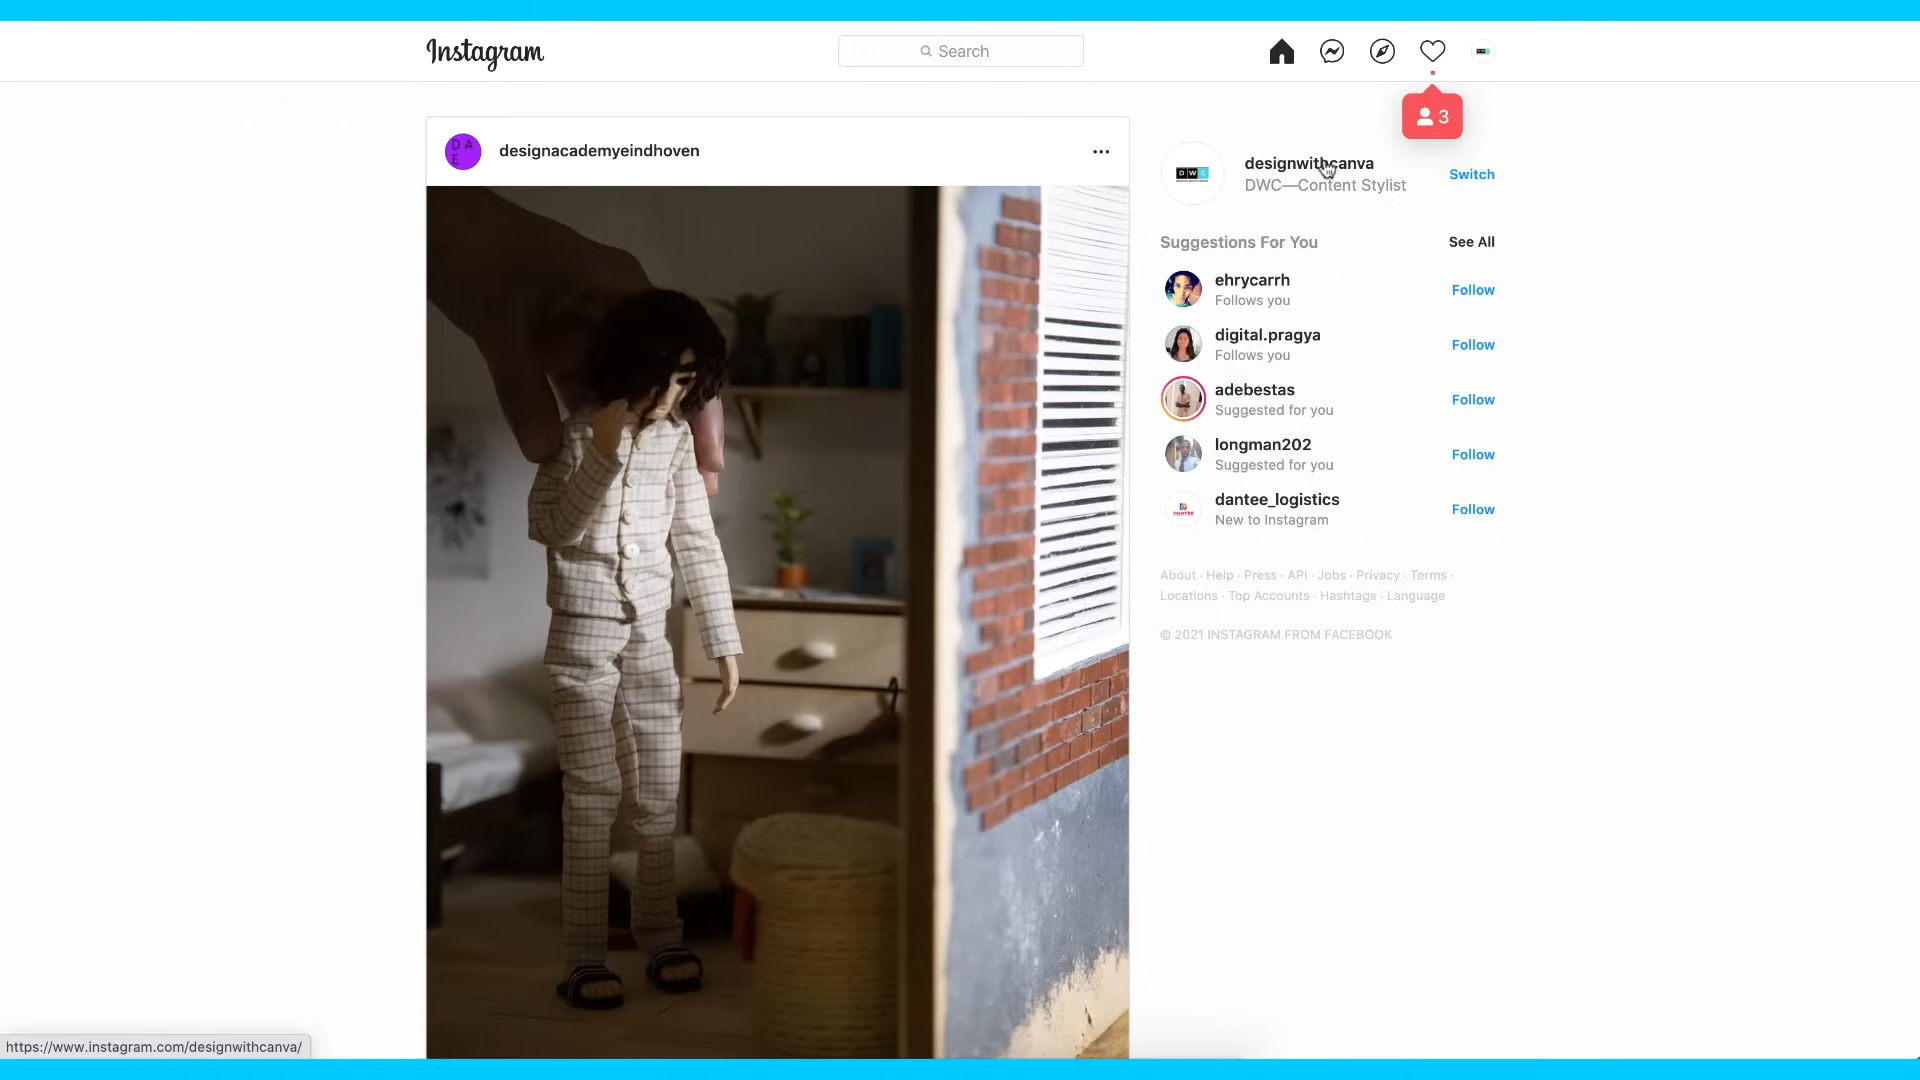 Instagram
Search
3
D A
E
designacademyeindhoven
DWC
designwithcanva
DWC—Content Stylist
Switch
Suggestions For You
See All
ehrycarrh
Follows you
Follow
digital.pragya
Follows you
Follow
adebestas
Suggested for you
Follow
longman202
Suggested for you
Follow
dantee_logistics
New to Instagram
Follow
About · Help · Press · API · Jobs · Privacy · Terms ·
Locations · Top Accounts · Hashtags · Language
© 2021 INSTAGRAM FROM FACEBOOK
https://www.instagram.com/designwithcanva/